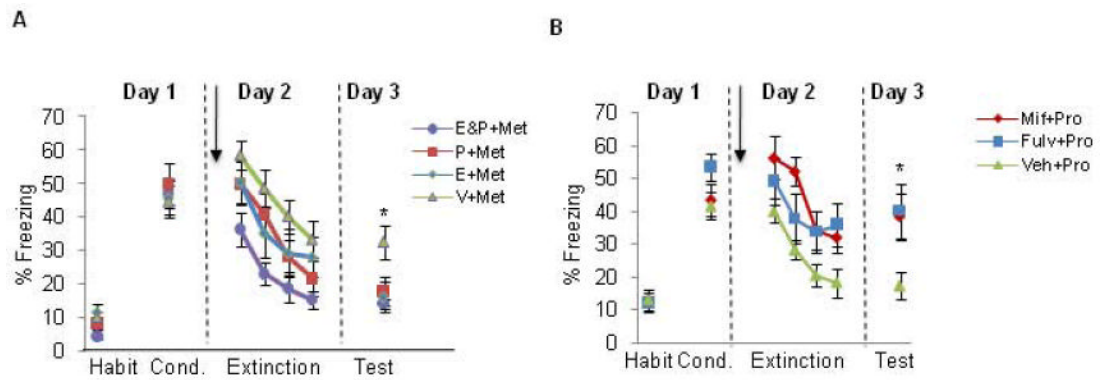 A
Day 1
Day 2
Day 3
70
60
50
40
30
20
10
0
% Freezing
Habit
Cond.
Extinction
Test
*
E&P+Met
P+Met
E+Met
V+Met
B
Day 1
Day 2
Day 3
70
60
50
40
30
20
10
0
% Freezing
Habit Cond.
Extinction
Test
*
Mif+Pro
Fulv+Pro
Veh+Pro